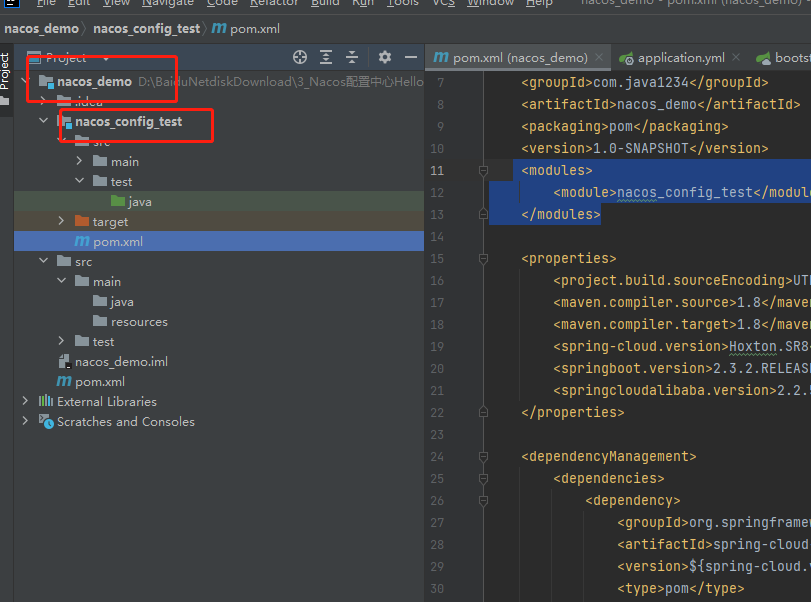 File Edit View Navigate Code Refactor Build Run Tools VCS Window Help nacos_demo - pom.xml (nacos_demo)
nacos_demo nacos_config_test m pom.xml
Project
Project
m pom.xml (nacos_demo) × application.yml ×
nacos_demo D:\BaiduNetdiskDownload\3_Nacos配置中心Hello
.idea
nacos_config_test
src
main
test
java
target
m pom.xml
src
main
java
resources
test
nacos_demo.iml
m pom.xml
External Libraries
Scratches and Consoles
7 <groupId>com.java1234</groupId>
8 <artifactId>nacos_demo</artifactId>
9 <packaging>pom</packaging>
10 <version>1.0-SNAPSHOT</version>
11 <modules>
12 <module>nacos_config_test</modul
13 </modules>
14
15 <properties>
16 <project.build.sourceEncoding>UT
17 <maven.compiler.source>1.8</maven
18 <maven.compiler.target>1.8</maven
19 <spring-cloud.version>Hoxton.SR8
20 <springboot.version>2.3.2.RELEAS
21 <springcloudalibaba.version>2.2.
22 </properties>
23
24 <dependencyManagement>
25 <dependencies>
26 <dependency>
27 <groupId>org.springframew
28 <artifactId>spring-cloud
29 <version>${spring-cloud.
30 <type>pom</type>